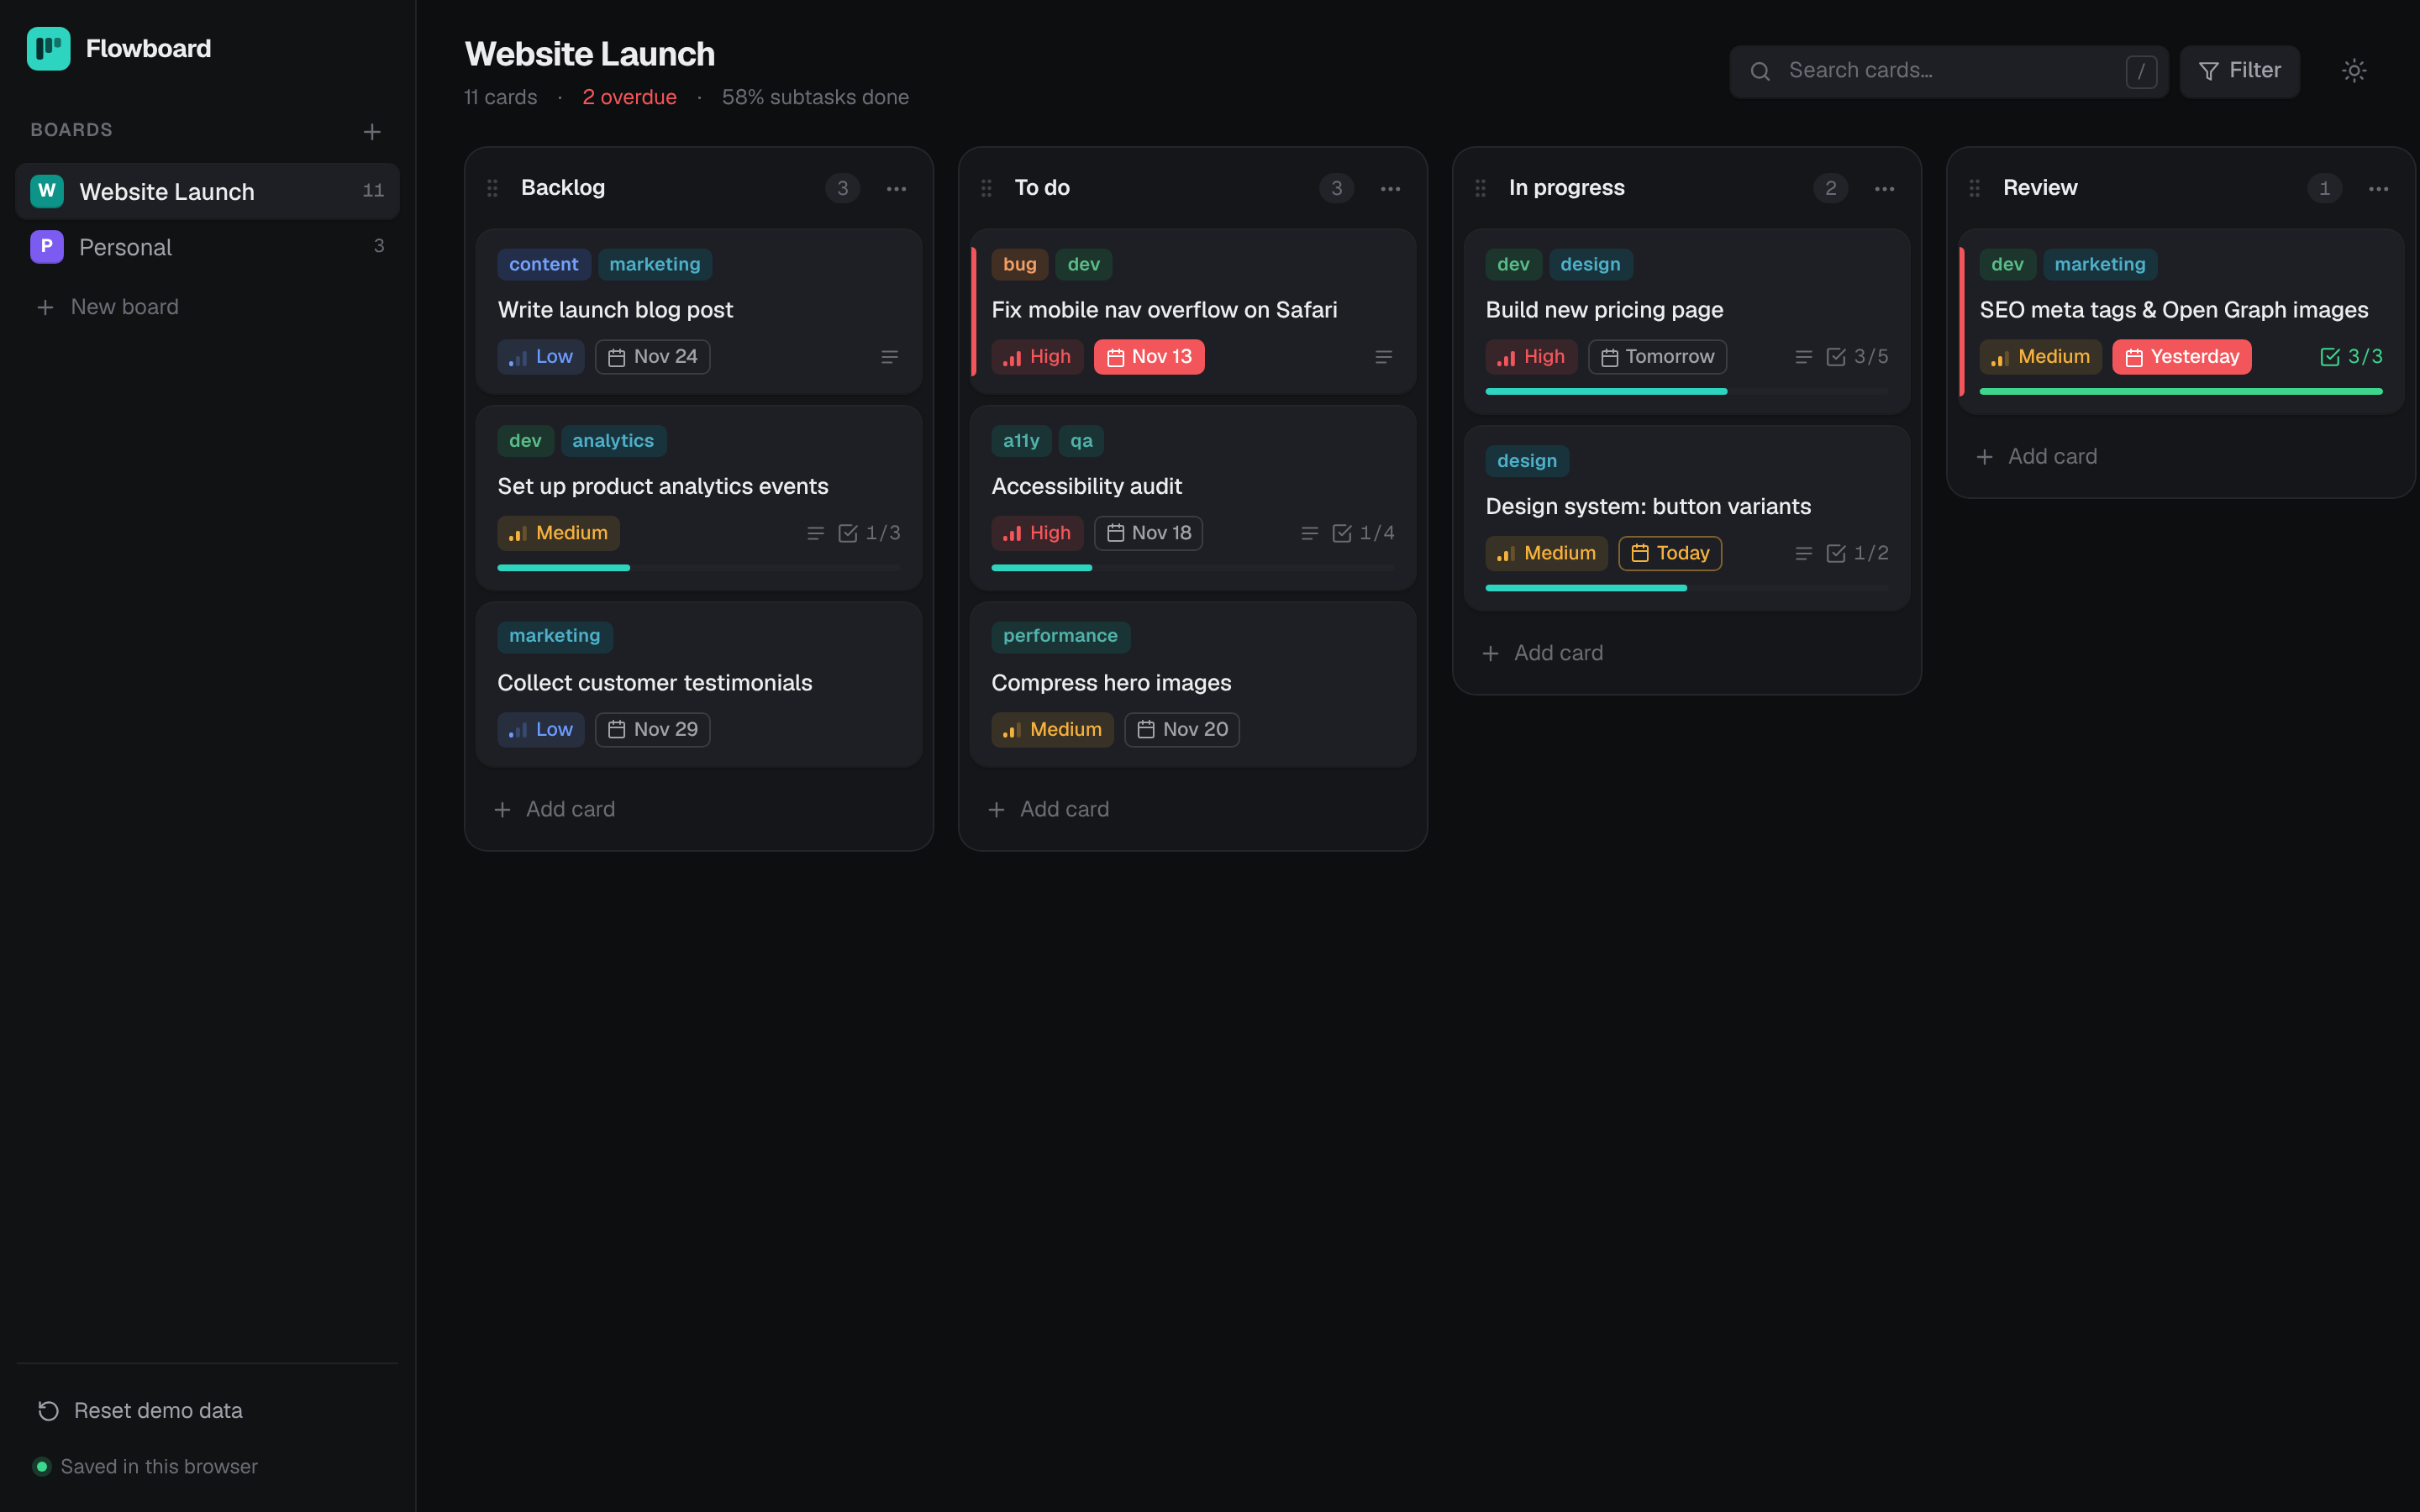 Flowboard
BOARDS
W Website Launch 11
P Personal 3
New board
Reset demo data
Saved in this browser
Website Launch
11 cards · 2 overdue · 58% subtasks done
Search cards... /
Filter
Backlog 3
content marketing
Write launch blog post
Low Nov 24
dev analytics
Set up product analytics events
Medium 1/3
marketing
Collect customer testimonials
Low Nov 29
Add card
To do 3
bug dev
Fix mobile nav overflow on Safari
High Nov 13
a11y qa
Accessibility audit
High Nov 18 1/4
performance
Compress hero images
Medium Nov 20
Add card
In progress 2
dev design
Build new pricing page
High Tomorrow 3/5
design
Design system: button variants
Medium Today 1/2
Add card
Review 1
dev marketing
SEO meta tags & Open Graph images
Medium Yesterday 3/3
Add card